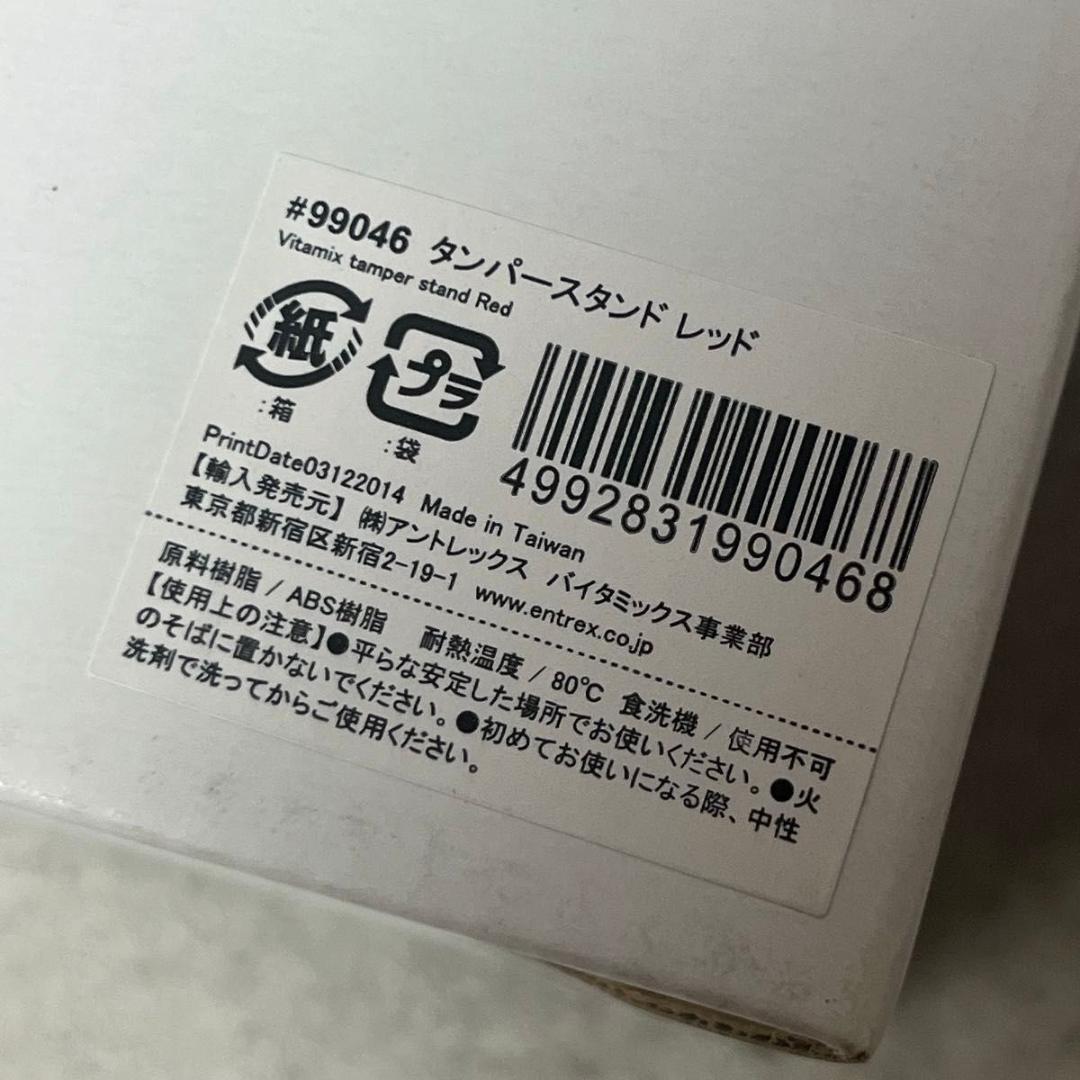 #99046 タンパースタンド レッド
Vitamix tamper stand Red
紙
プラ
:箱
:袋
4992831990468
PrintDate03122014 Made in Taiwan
【輸入発売元】 ㈱アントレックス バイタミックス事業部
東京都新宿区新宿2-19-1 www.entrex.co.jp
原料樹脂 / ABS樹脂 耐熱温度 / 80℃ 食洗機 / 使用不可
【使用上の注意】●平らな安定した場所でお使いください。●火
のそばに置かないでください。●初めてお使いになる際、中性
洗剤で洗ってからご使用ください。